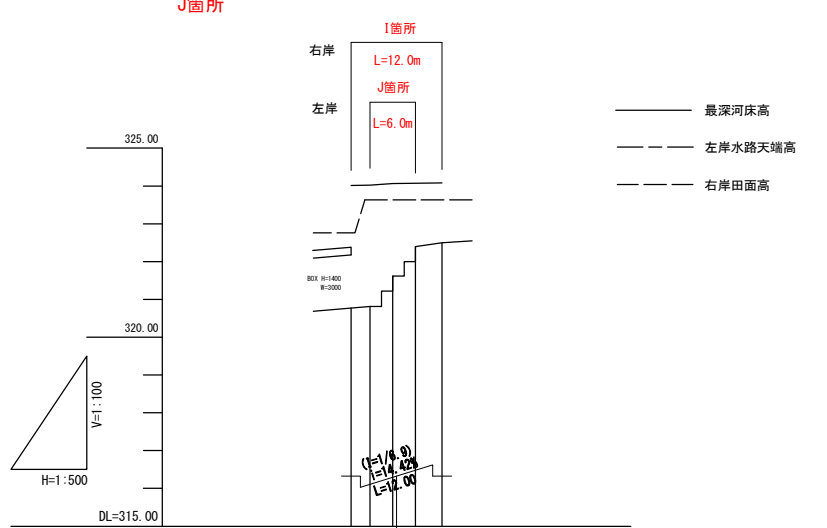 J箇所
I箇所
右岸
L=12.0m
J箇所
左岸
L=6.0m
最深河床高
左岸水路天端高
右岸田面高
325.00
BOX H=1400
W=3000
320.00
V=1:100
H=1:500
(I=1/6.9)
i=14.42%
L=12.00
DL=315.00